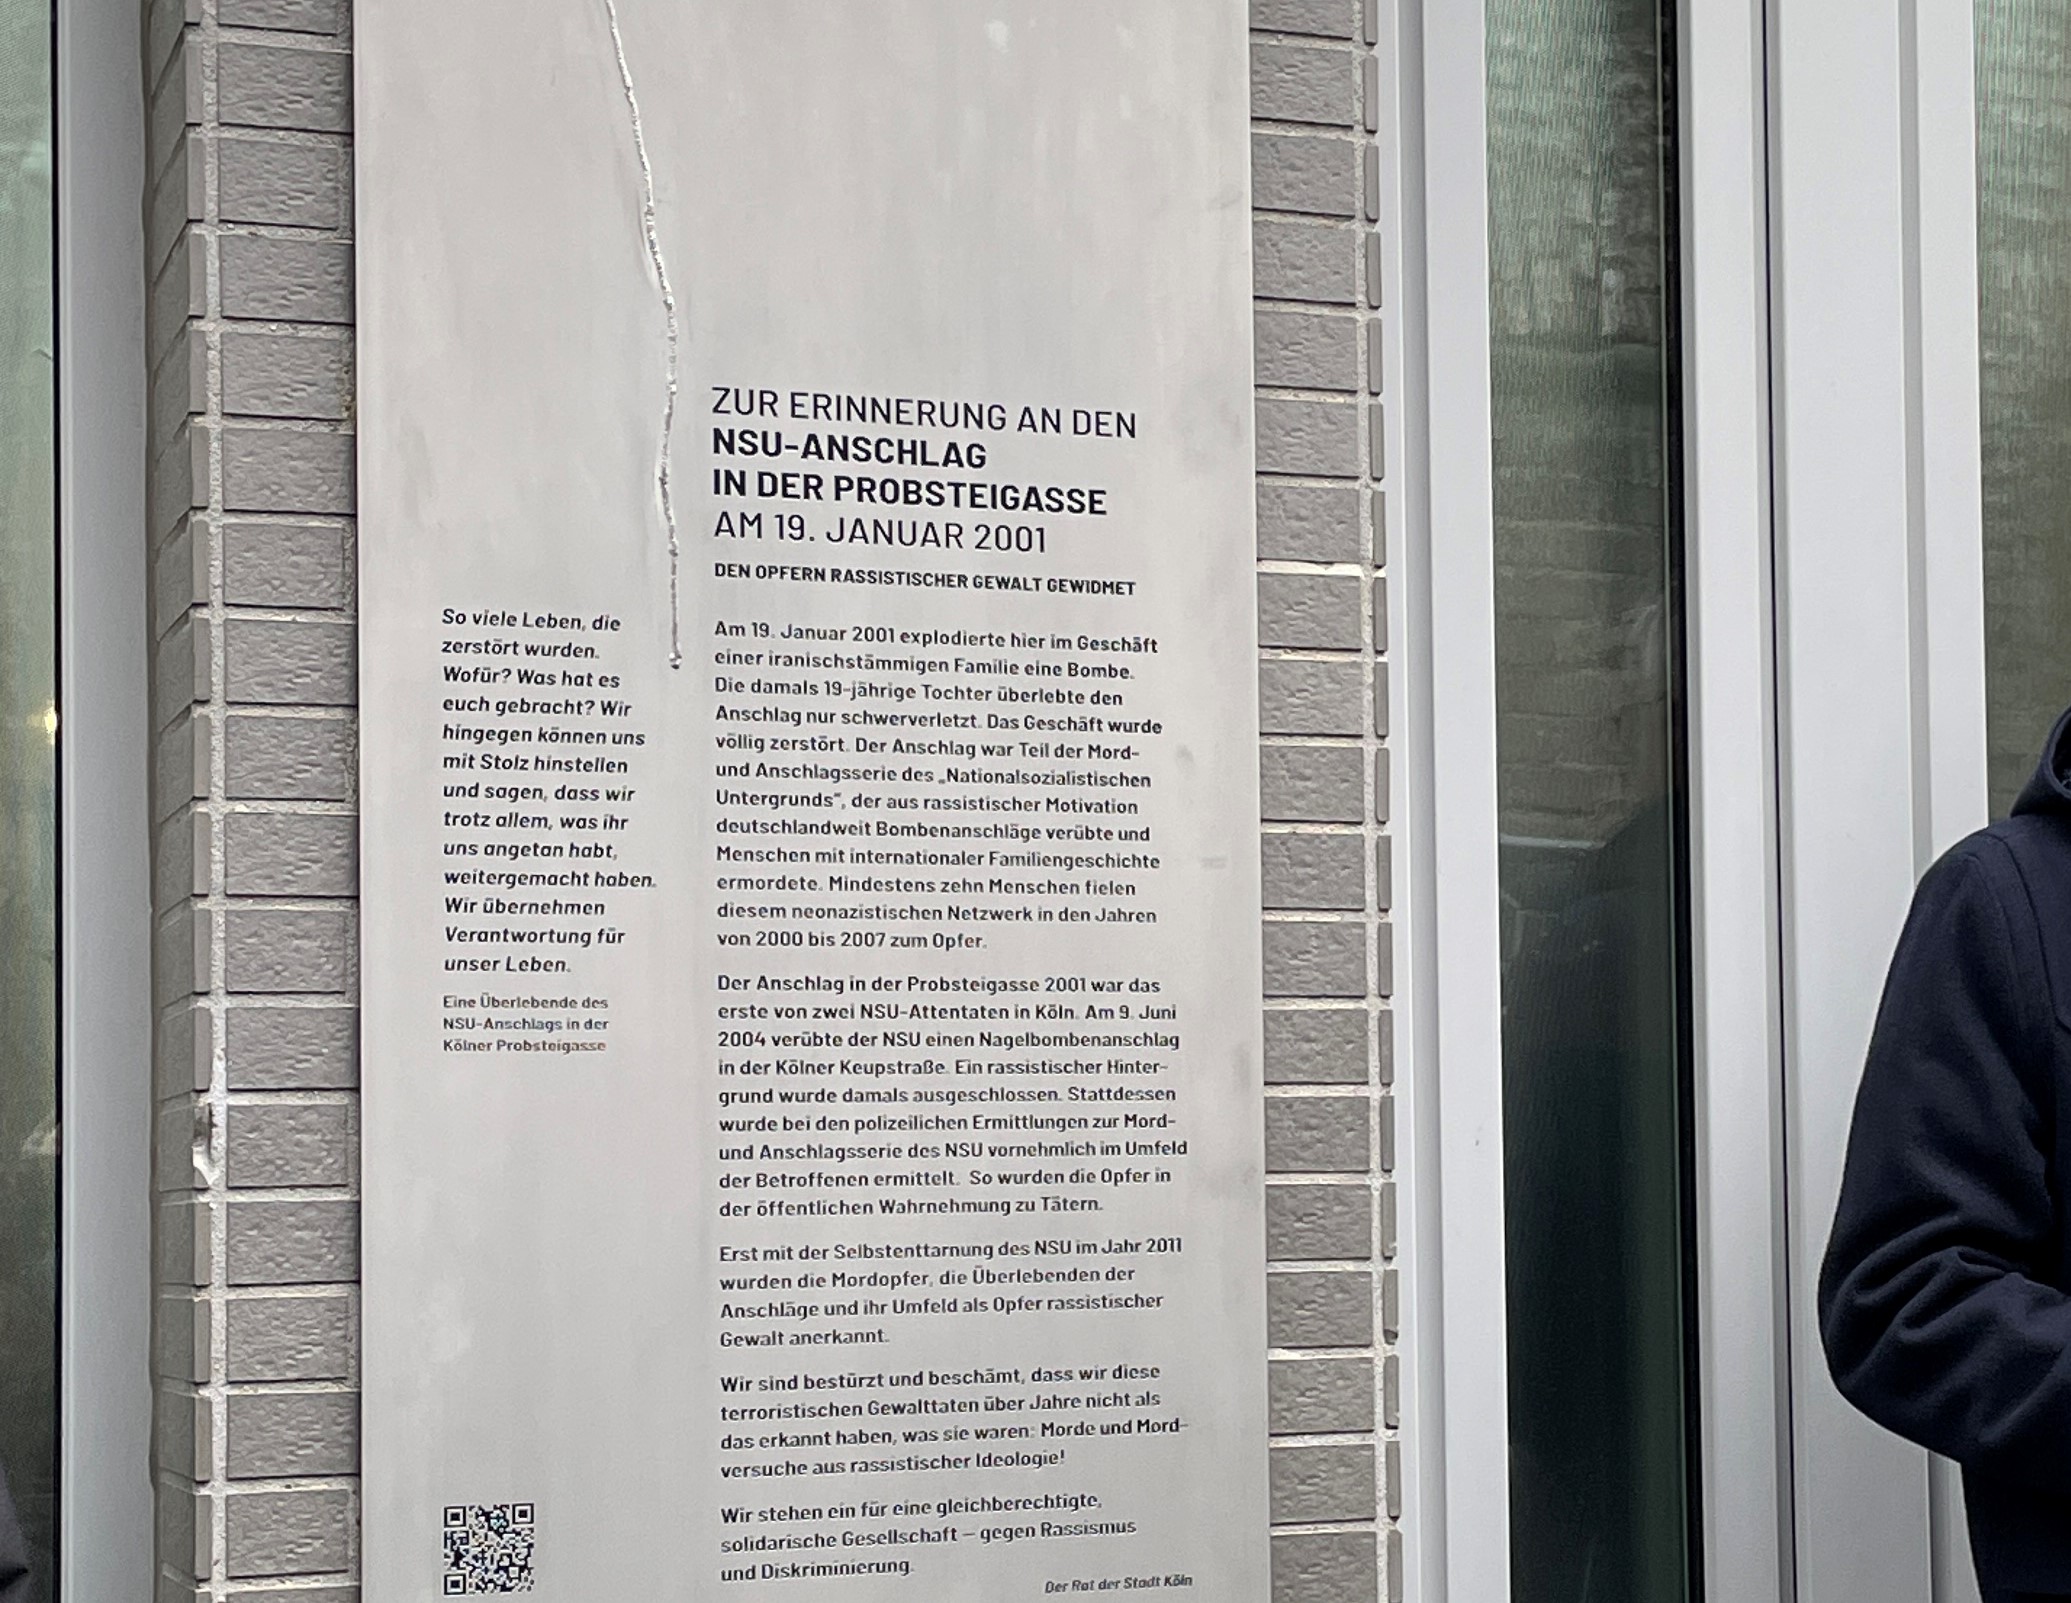 ZUR ERINNERUNG AN DEN
NSU-ANSCHLAG
IN DER PROBSTEIGASSE
AM 19. JANUAR 2001
DEN OPFERN RASSISTISCHER GEWALT GEWIDMET
So viele Leben, die
zerstört wurden.
Wofür? Was hat es
euch gebracht? Wir
hingegen können uns
mit Stolz hinstellen
und sagen, dass wir
trotz allem, was ihr
uns angetan habt,
weitergemacht haben.
Wir übernehmen
Verantwortung für
unser Leben.
Eine Überlebende des
NSU-Anschlags in der
Kölner Probsteigasse
Am 19. Januar 2001 explodierte hier im Geschäft
einer iranischstämmigen Familie eine Bombe.
Die damals 19-jährige Tochter überlebte den
Anschlag nur schwerverletzt. Das Geschäft wurde
völlig zerstört. Der Anschlag war Teil der Mord-
und Anschlagsserie des „Nationalsozialistischen
Untergrunds“, der aus rassistischer Motivation
deutschlandweit Bombenanschläge verübte und
Menschen mit internationaler Familiengeschichte
ermordete. Mindestens zehn Menschen fielen
diesem neonazistischen Netzwerk in den Jahren
von 2000 bis 2007 zum Opfer.
Der Anschlag in der Probsteigasse 2001 war das
erste von zwei NSU-Attentaten in Köln. Am 9. Juni
2004 verübte der NSU einen Nagelbombenanschlag
in der Kölner Keupstraße. Ein rassistischer Hinter-
grund wurde damals ausgeschlossen. Stattdessen
wurde bei den polizeilichen Ermittlungen zur Mord-
und Anschlagsserie des NSU vornehmlich im Umfeld
der Betroffenen ermittelt. So wurden die Opfer in
der öffentlichen Wahrnehmung zu Tätern.
Erst mit der Selbstenttarnung des NSU im Jahr 2011
wurden die Mordopfer, die Überlebenden der
Anschläge und ihr Umfeld als Opfer rassistischer
Gewalt anerkannt.
Wir sind bestürzt und beschämt, dass wir diese
terroristischen Gewalttaten über Jahre nicht als
das erkannt haben, was sie waren: Morde und Mord-
versuche aus rassistischer Ideologie!
Wir stehen ein für eine gleichberechtigte,
solidarische Gesellschaft – gegen Rassismus
und Diskriminierung.
Der Rat der Stadt Köln